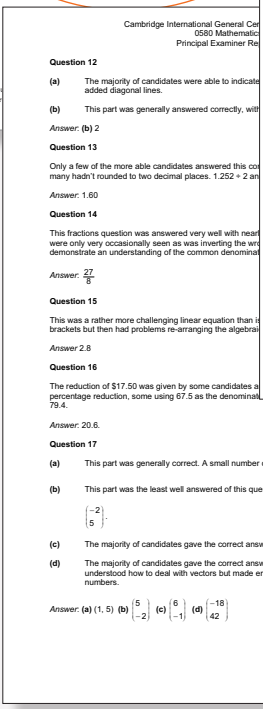 Cambridge International General Cer
0580 Mathematics
Principal Examiner Re
Question 12
(a) The majority of candidates were able to indicate
added diagonal lines.
(b) This part was generally answered correctly, with
Answer: (b) 2
Question 13
Only a few of the more able candidates answered this cor
many hadn't rounded to two decimal places. 1.252 ÷ 2 an
Answer: 1.60
Question 14
This fractions question was answered very well with nearl
were only very occasionally seen as was inverting the wro
demonstrate an understanding of the common denominat
Answer: 27/8
Question 15
This was a rather more challenging linear equation than is
brackets but then had problems re-arranging the algebrai
Answer 2.8
Question 16
The reduction of $17.50 was given by some candidates a
percentage reduction, some using 67.5 as the denominat
79.4.
Answer: 20.6.
Question 17
(a) This part was generally correct. A small number
(b) This part was the least well answered of this que
(−2
5).
(c) The majority of candidates gave the correct answ
(d) The majority of candidates gave the correct answ
understood how to deal with vectors but made er
numbers.
Answer: (a) (1, 5) (b) (5 −2) (c) (6 −1) (d) (−18 42)